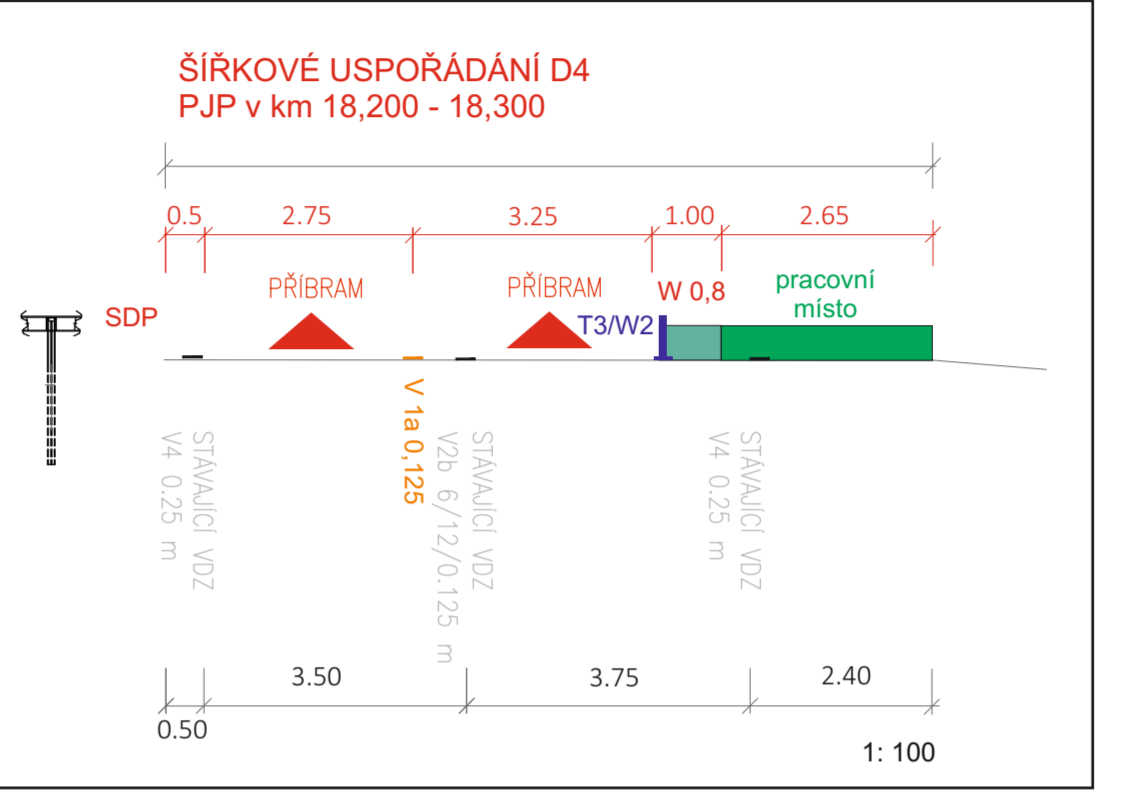 ŠÍŘKOVÉ USPOŘÁDÁNÍ D4
PJP v km 18,200 - 18,300
0.5 2.75 3.25 1.00 2.65
PŘÍBRAM PŘÍBRAM W 0,8 pracovní
místo
SDP T3/W2
V 1a 0,125
STÁVAJÍCÍ VDZ
V4 0.25 m
STÁVAJÍCÍ VDZ
V2b 6/12/0.125 m
STÁVAJÍCÍ VDZ
V4 0.25 m
3.50 3.75 2.40
0.50
1: 100